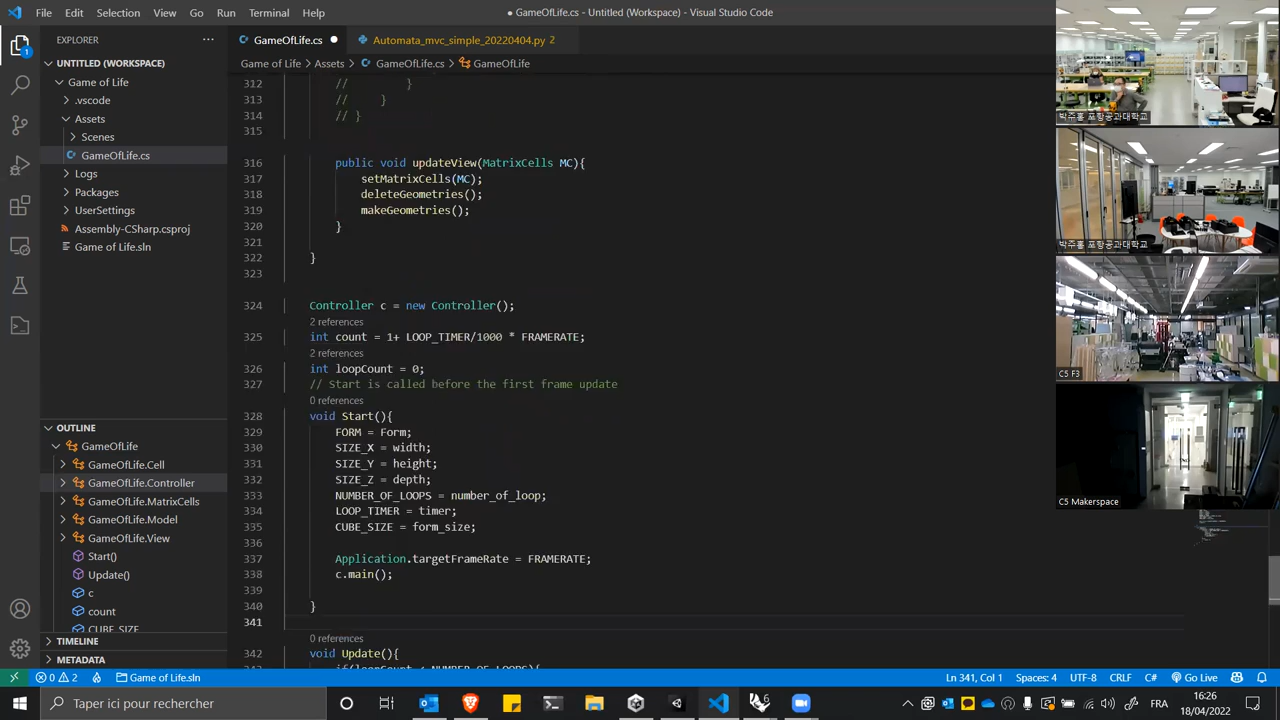 File Edit Selection View Go Run Terminal Help
● GameOfLife.cs - Untitled (Workspace) - Visual Studio Code
EXPLORER ···
UNTITLED (WORKSPACE)
Game of Life
.vscode
Assets
Scenes
GameOfLife.cs
Logs
Packages
UserSettings
Assembly-CSharp.csproj
Game of Life.sln
OUTLINE
GameOfLife
GameOfLife.Cell
GameOfLife.Controller
GameOfLife.MatrixCells
GameOfLife.Model
GameOfLife.View
Start()
Update()
c
count
CUBE_SIZE
TIMELINE
METADATA
GameOfLife.cs ●
Automata_mvc_simple_20220404.py 2
Game of Life > Assets > GameOfLife.cs > GameOfLife
312 // }
313 // }
314 // }
315
316 public void updateView(MatrixCells MC){
317 setMatrixCells(MC);
318 deleteGeometries();
319 makeGeometries();
320 }
321
322 }
323
324 Controller c = new Controller();
2 references
325 int count = 1+ LOOP_TIMER/1000 * FRAMERATE;
2 references
326 int loopCount = 0;
327 // Start is called before the first frame update
0 references
328 void Start(){
329 FORM = Form;
330 SIZE_X = width;
331 SIZE_Y = height;
332 SIZE_Z = depth;
333 NUMBER_OF_LOOPS = number_of_loop;
334 LOOP_TIMER = timer;
335 CUBE_SIZE = form_size;
336
337 Application.targetFrameRate = FRAMERATE;
338 c.main();
339
340 }
341
0 references
342 void Update(){
343 if(loopCount < NUMBER_OF_LOOPS){
박주홍 포항공과대학교
박주홍 포항공과대학교
C5 F3
C5 Makerspace
0 2 Game of Life.sln
Ln 341, Col 1 Spaces: 4 UTF-8 CRLF C# Go Live
Taper ici pour rechercher
FR 16:26
18/04/2022